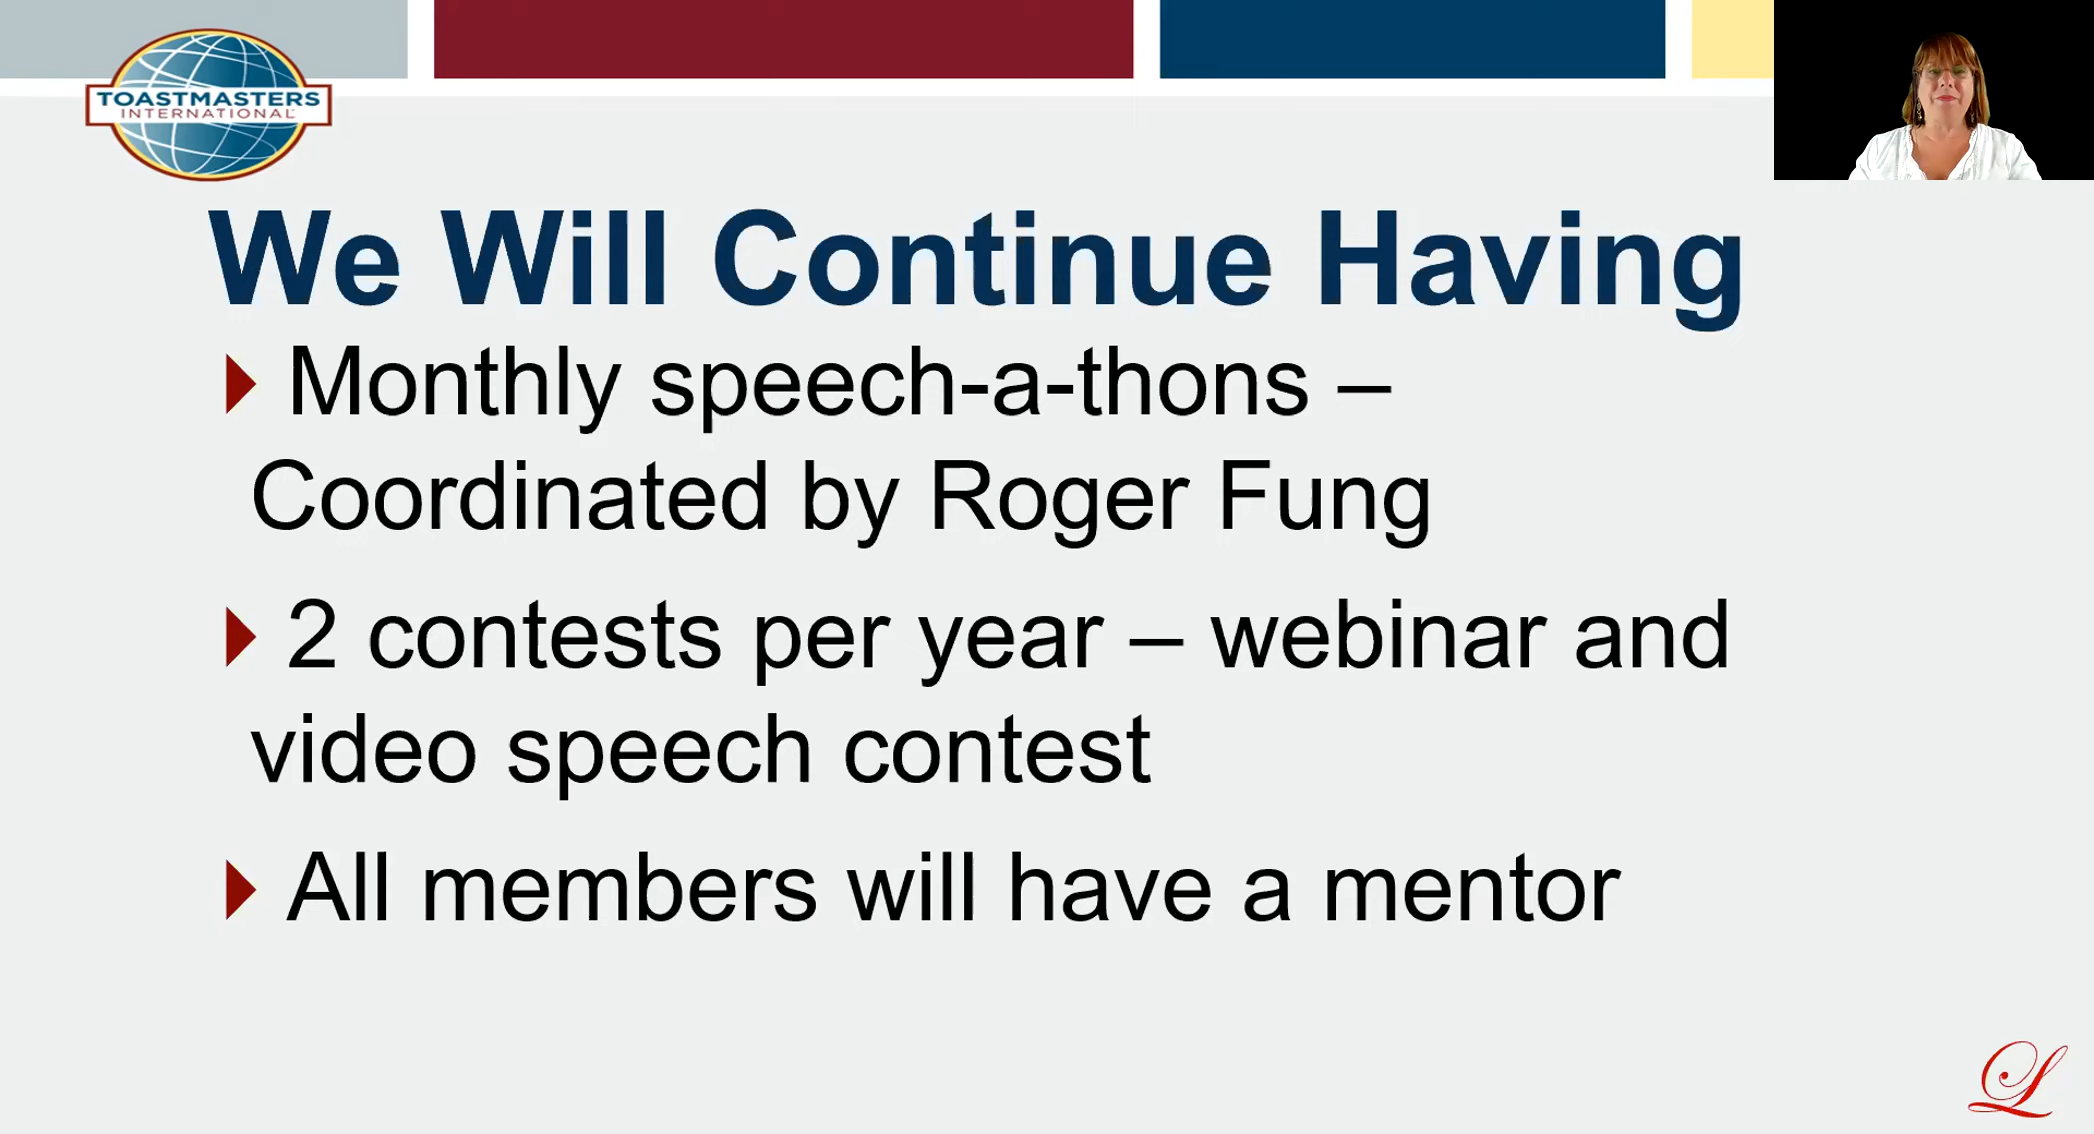 TOASTMASTERS
INTERNATIONAL
We Will Continue Having
Monthly speech-a-thons –
Coordinated by Roger Fung
2 contests per year – webinar and
video speech contest
All members will have a mentor
L